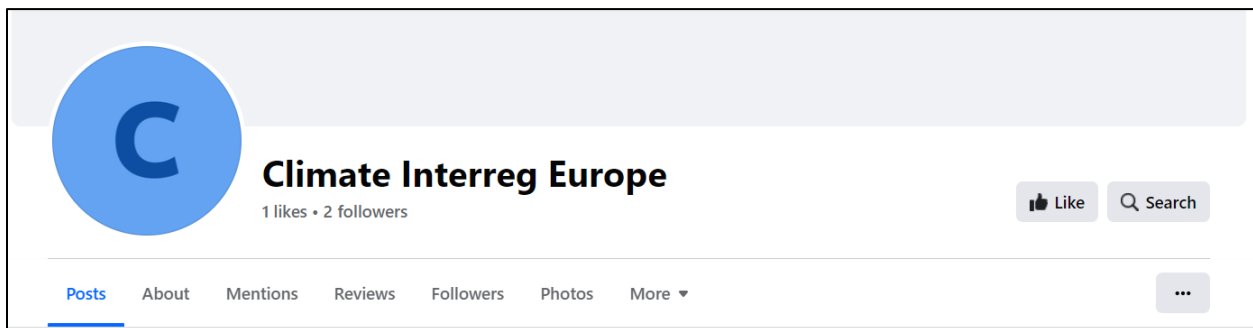 C
Climate Interreg Europe
1 likes • 2 followers
Like
Search
Posts About Mentions Reviews Followers Photos More